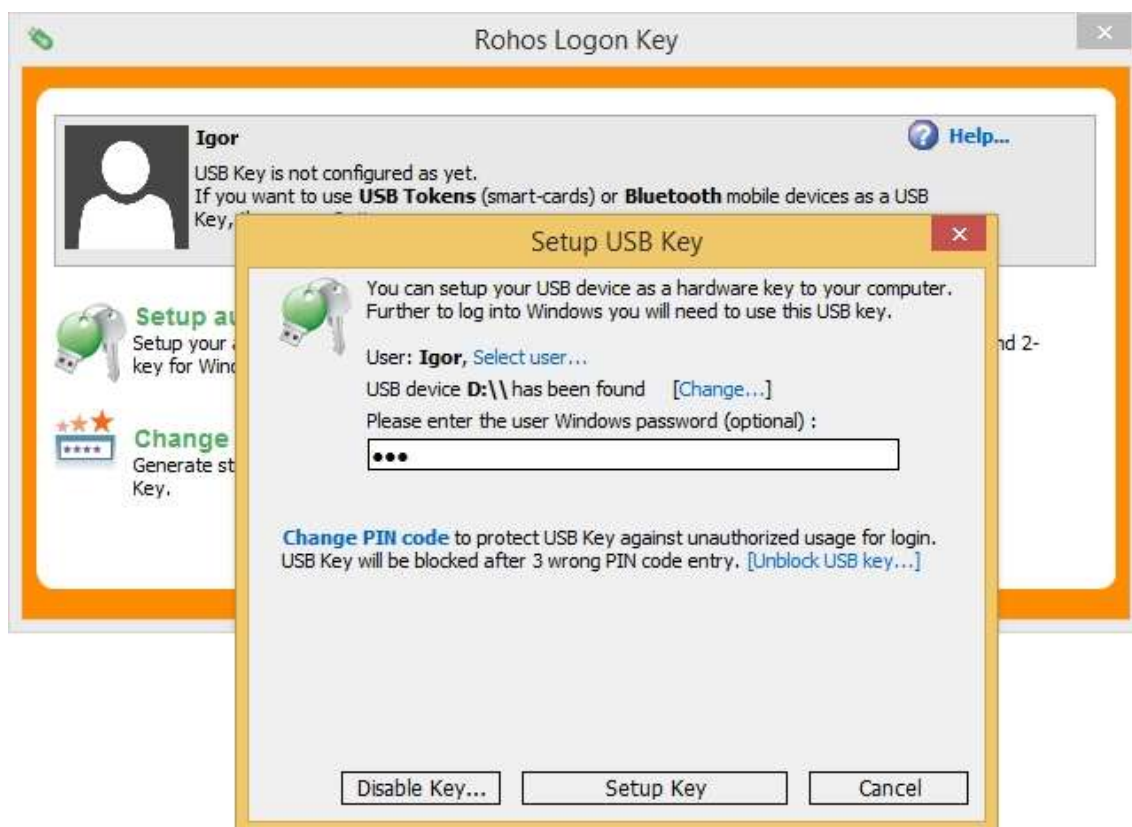 Rohos Logon Key
Igor
Help...
USB Key is not configured as yet.
If you want to use USB Tokens (smart-cards) or Bluetooth mobile devices as a USB
Key,
Setup USB Key
You can setup your USB device as a hardware key to your computer.
Further to log into Windows you will need to use this USB key.
User: Igor, Select user...
USB device D:\\ has been found [Change...]
Please enter the user Windows password (optional) :
•••
Change PIN code to protect USB Key against unauthorized usage for login.
USB Key will be blocked after 3 wrong PIN code entry. [Unblock USB key...]
Disable Key...
Setup Key
Cancel
Setup
Setup your
nd 2-
key for
Change
Generate
Key.